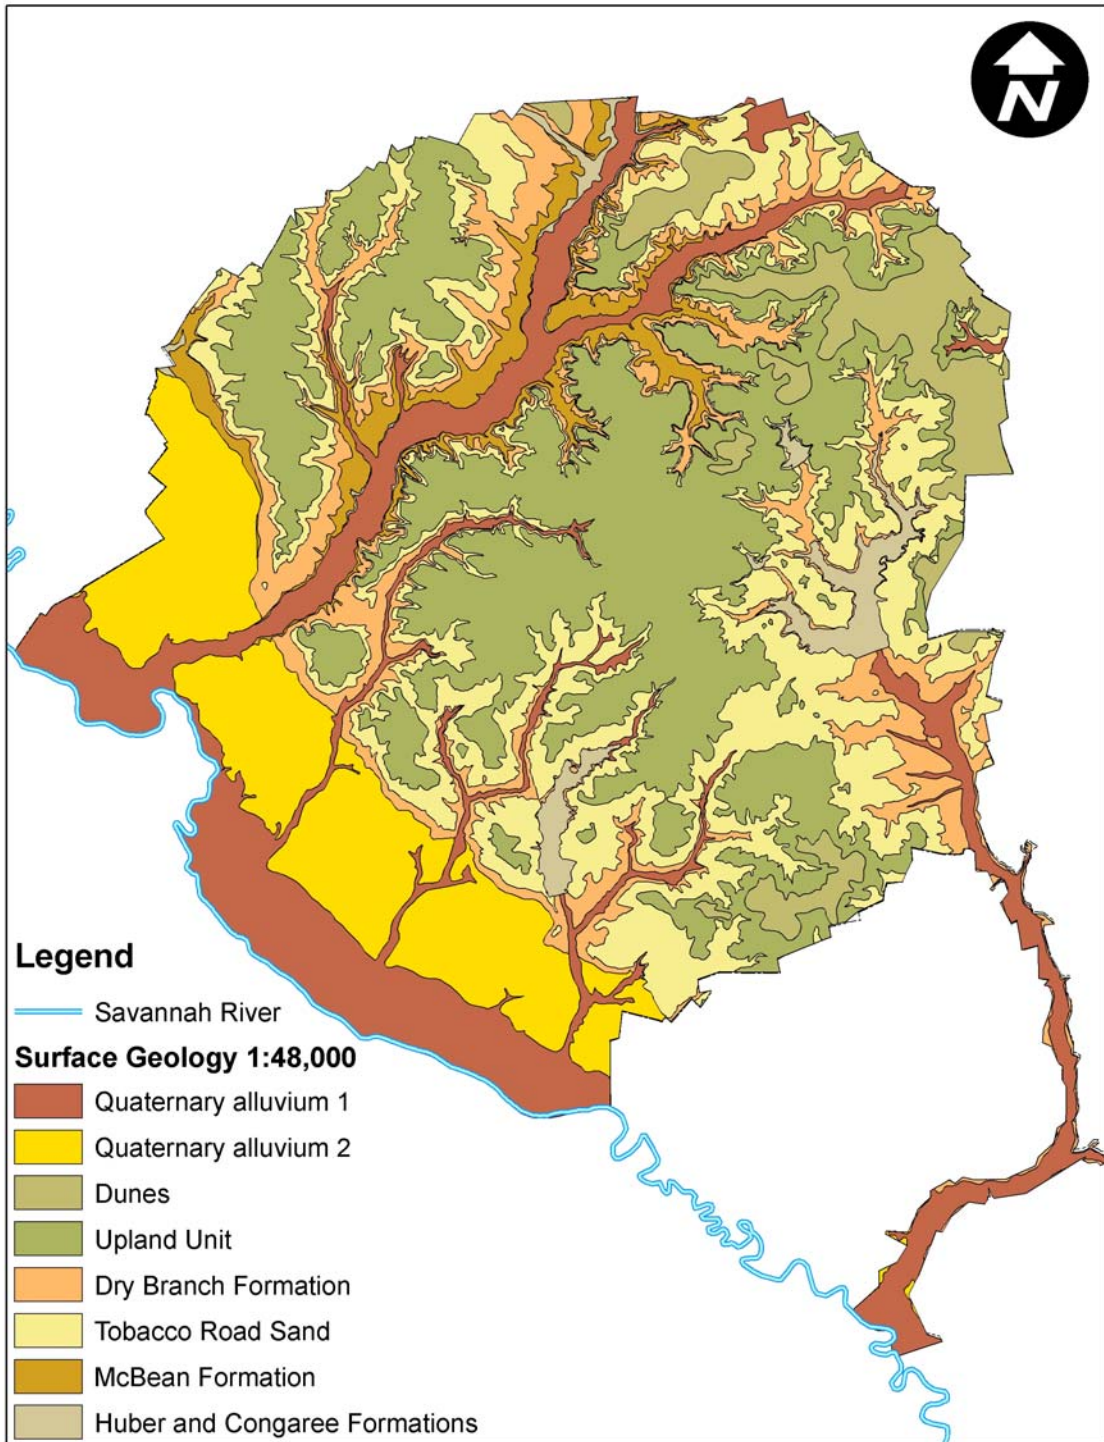 N
Legend
Savannah River
Surface Geology 1:48,000
Quaternary alluvium 1
Quaternary alluvium 2
Dunes
Upland Unit
Dry Branch Formation
Tobacco Road Sand
McBean Formation
Huber and Congaree Formations